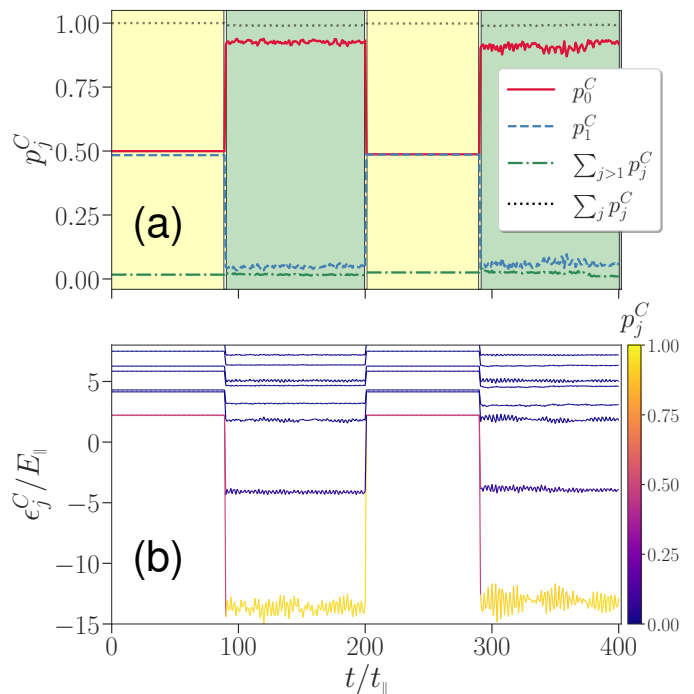 1.00
0.75
0.50
0.25
0.00
p_j^C
(a)
p_0^C
p_1^C
∑_{j>1} p_j^C
∑_j p_j^C
p_j^C
5
0
−5
−10
−15
ϵ_j^C/E_∥
(b)
1.00
0.75
0.50
0.25
0.00
0 100 200 300 400
t/t_∥